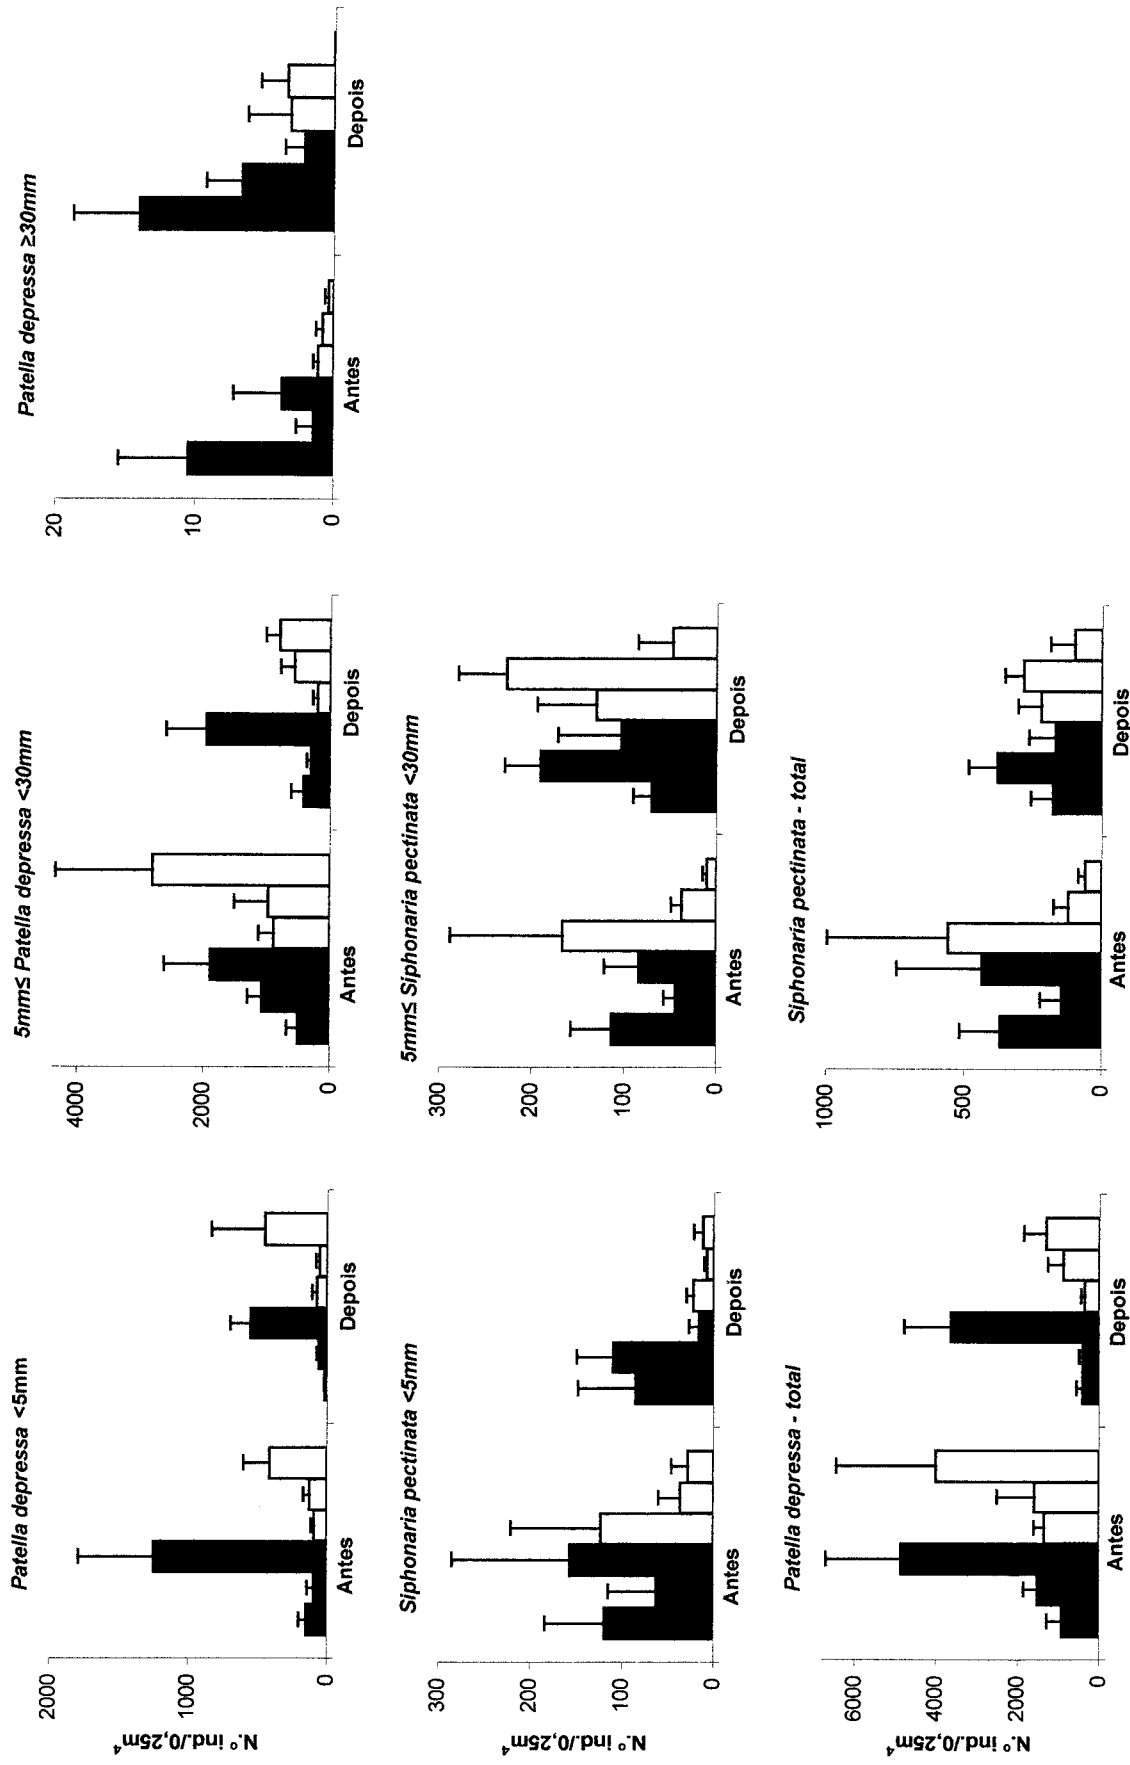 Patella depressa <5mm
N.º ind./0,25m⁴
2000
1000
0
Antes
Depois
5mm≤ Patella depressa <30mm
4000
2000
0
Antes
Depois
Patella depressa ≥30mm
20
10
0
Antes
Depois
Siphonaria pectinata <5mm
N.º ind./0,25m⁴
300
200
100
0
Antes
Depois
5mm≤ Siphonaria pectinata <30mm
300
200
100
0
Antes
Depois
Patella depressa - total
N.º ind./0,25m⁴
6000
4000
2000
0
Antes
Depois
Siphonaria pectinata - total
1000
500
0
Antes
Depois